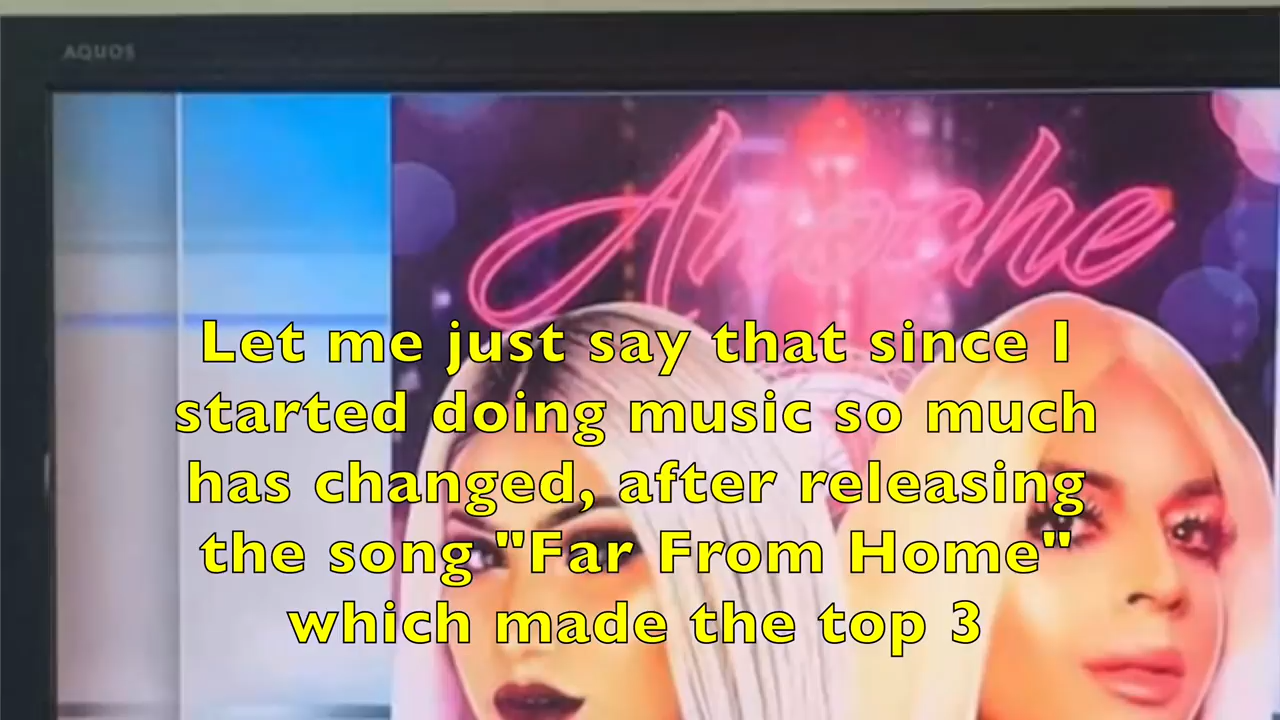 AQUOS
Anoche
Let me just say that since I
started doing music so much
has changed, after releasing
the song "Far From Home"
which made the top 3